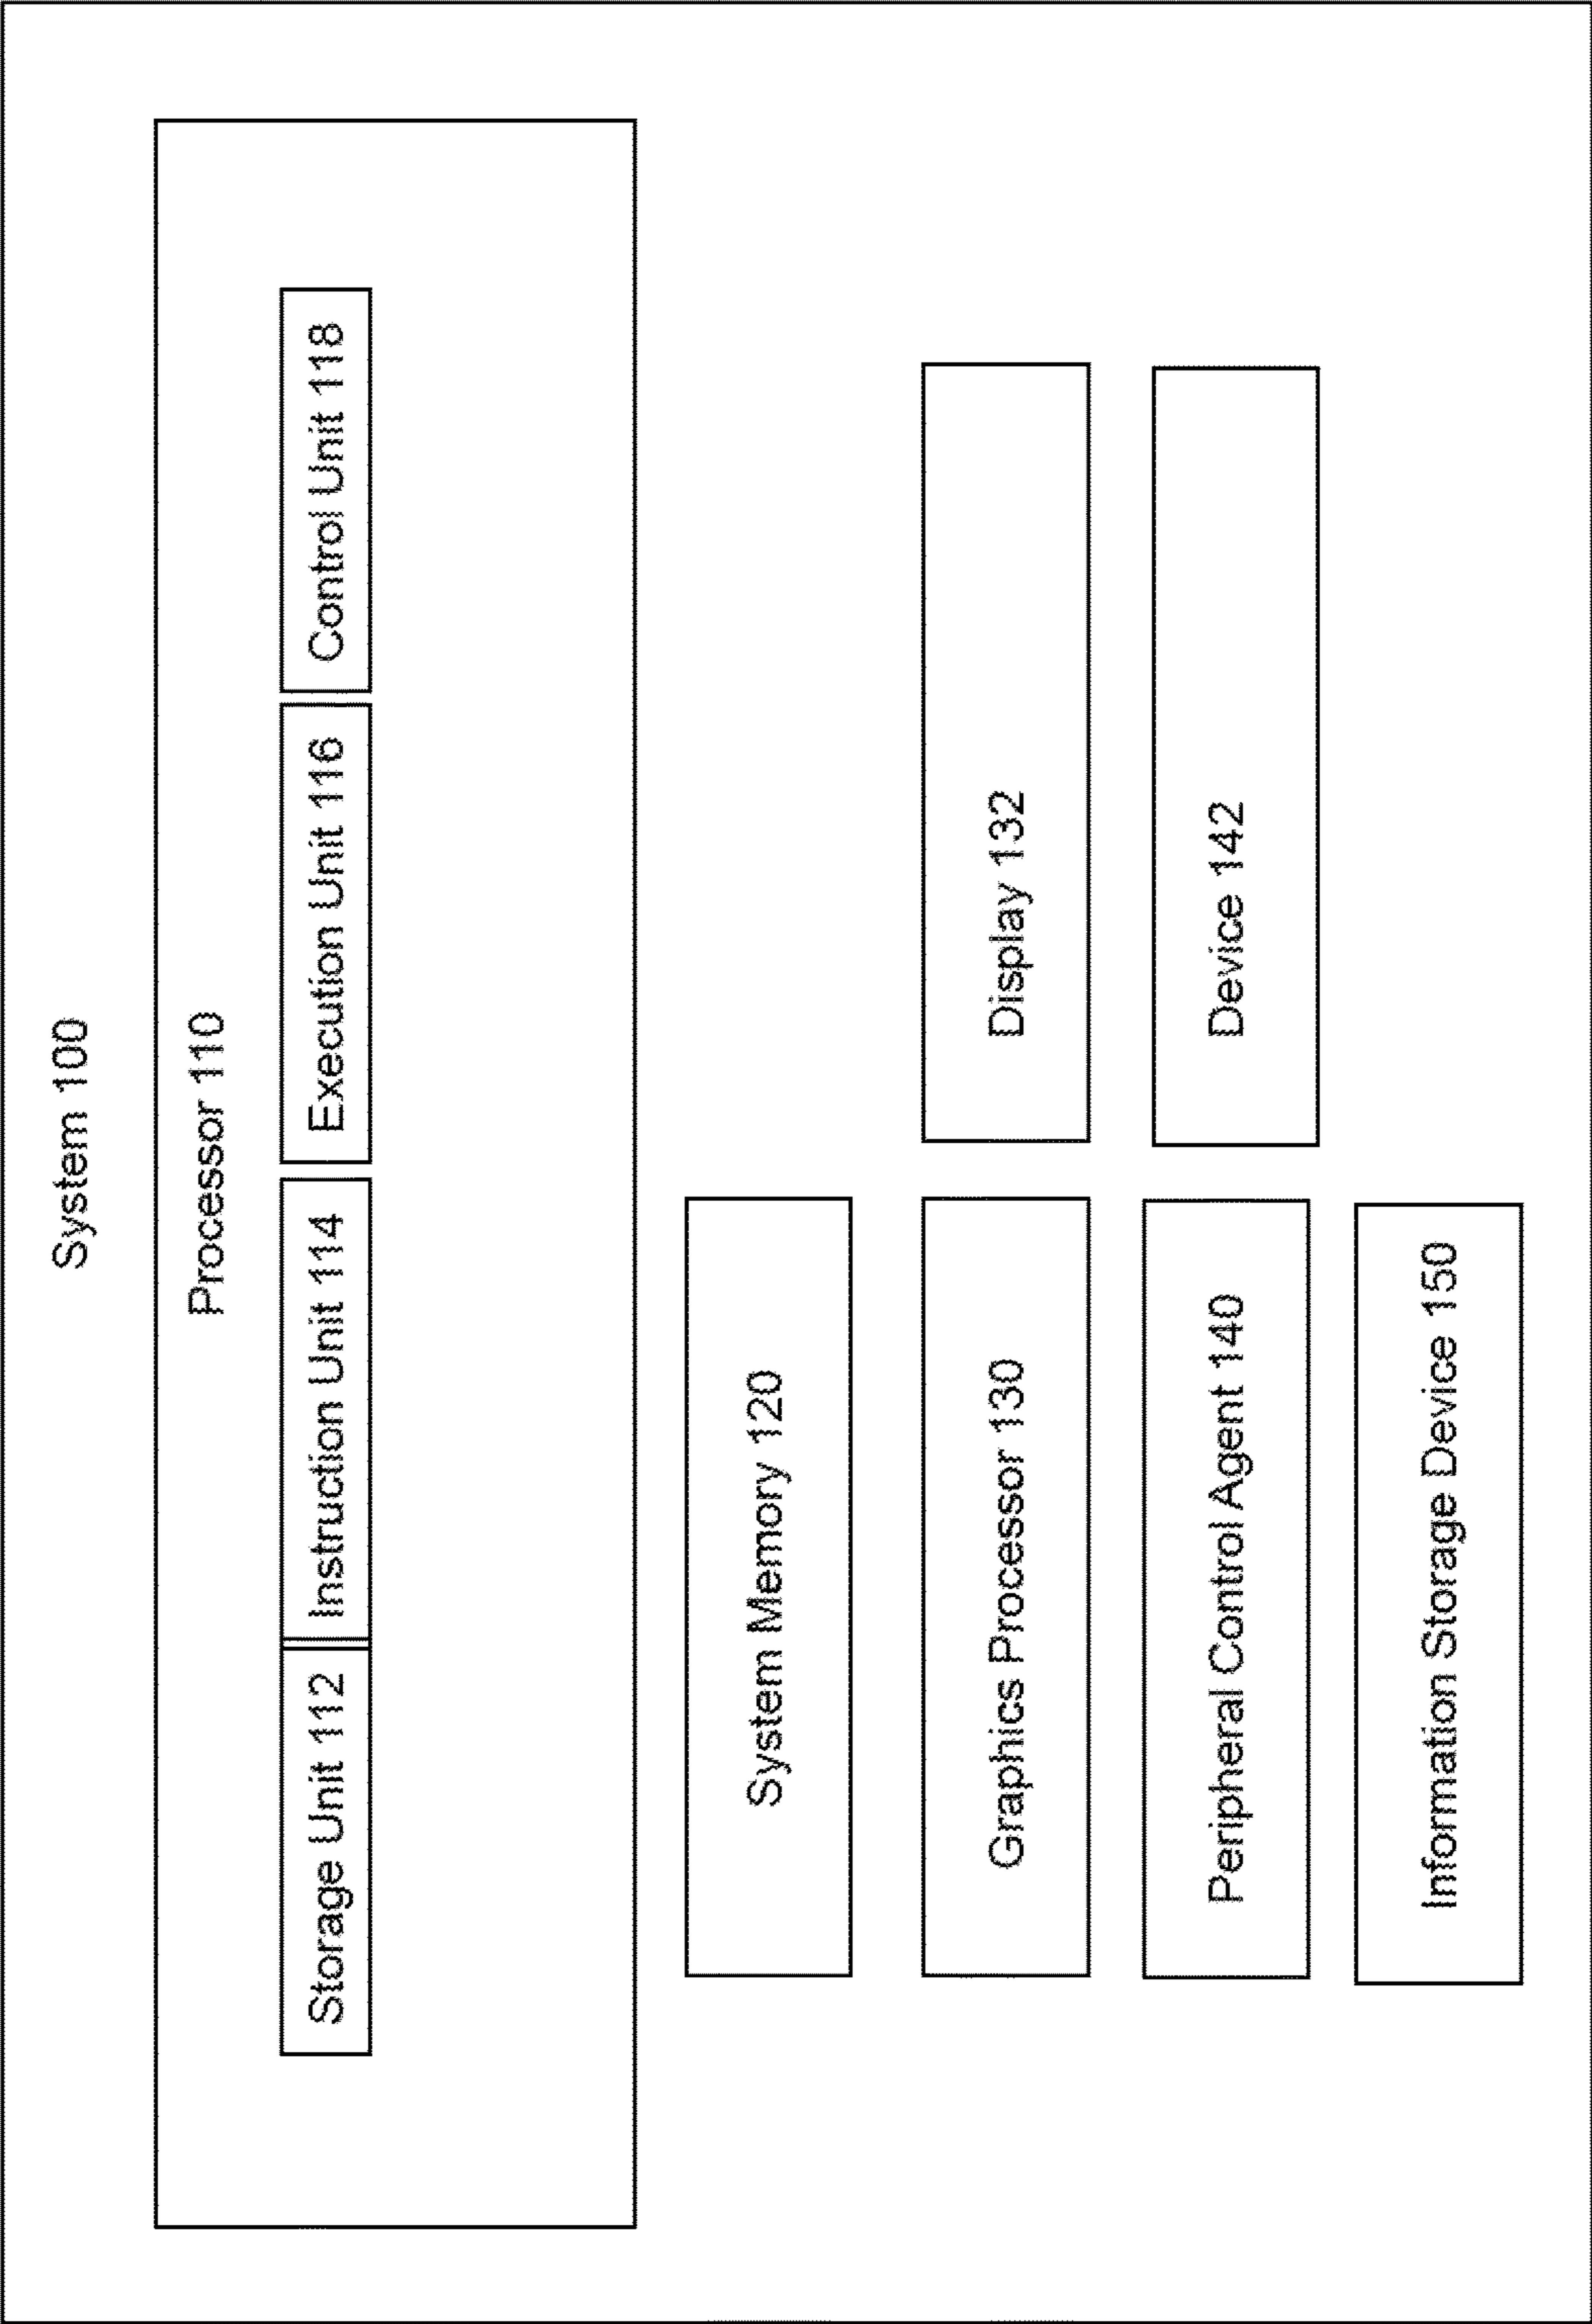 System 100
Processor 110
Storage Unit 112
Instruction Unit 114
Execution Unit 116
Control Unit 118
System Memory 120
Graphics Processor 130
Display 132
Peripheral Control Agent 140
Device 142
Information Storage Device 150